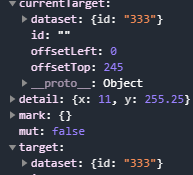 ▼ currentTarget:
▶ dataset: {id: "333"}
id: ""
offsetLeft: 0
offsetTop: 245
▶ __proto__: Object
▶ detail: {x: 11, y: 255.25}
▶ mark: {}
mut: false
▼ target:
▶ dataset: {id: "333"}